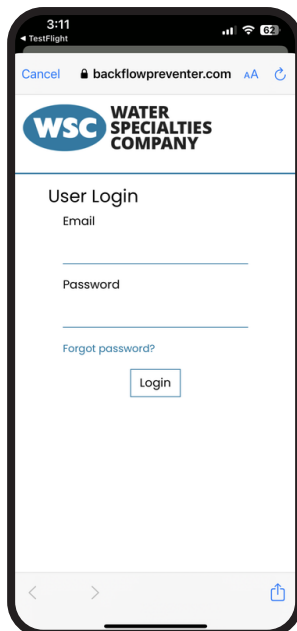 3:11
62
◀ TestFlight
Cancel backflowpreventer.com AA
WSC WATER
SPECIALTIES
COMPANY
User Login
Email
Password
Forgot password?
Login